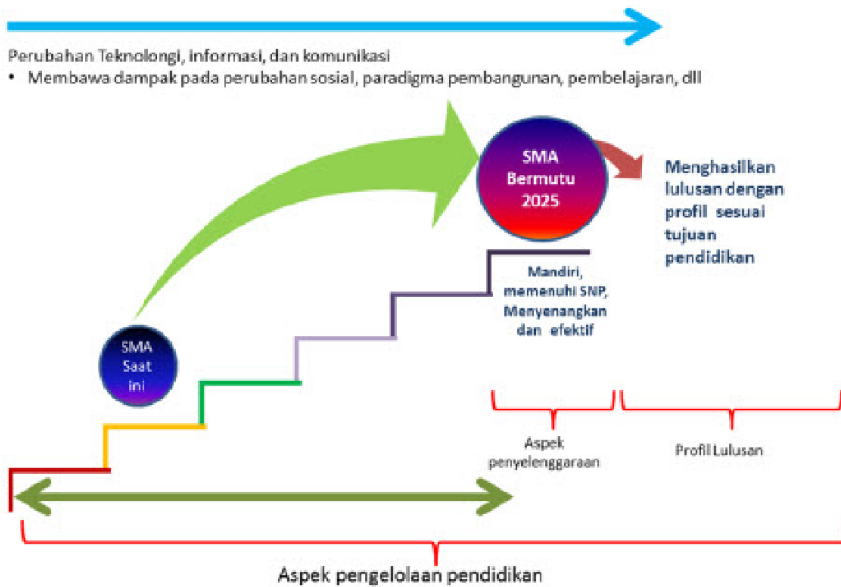 Perubahan Teknolongi, informasi, dan komunikasi
• Membawa dampak pada perubahan sosial, paradigma pembangunan, pembelajaran, dll
SMA
Bermutu
2025
Menghasilkan
lulusan dengan
profil sesuai
tujuan
pendidikan
Mandiri,
memenuhi SNP,
Menyenangkan
dan efektif
SMA
Saat
ini
Aspek
penyelenggaraan
Profil Lulusan
Aspek pengelolaan pendidikan